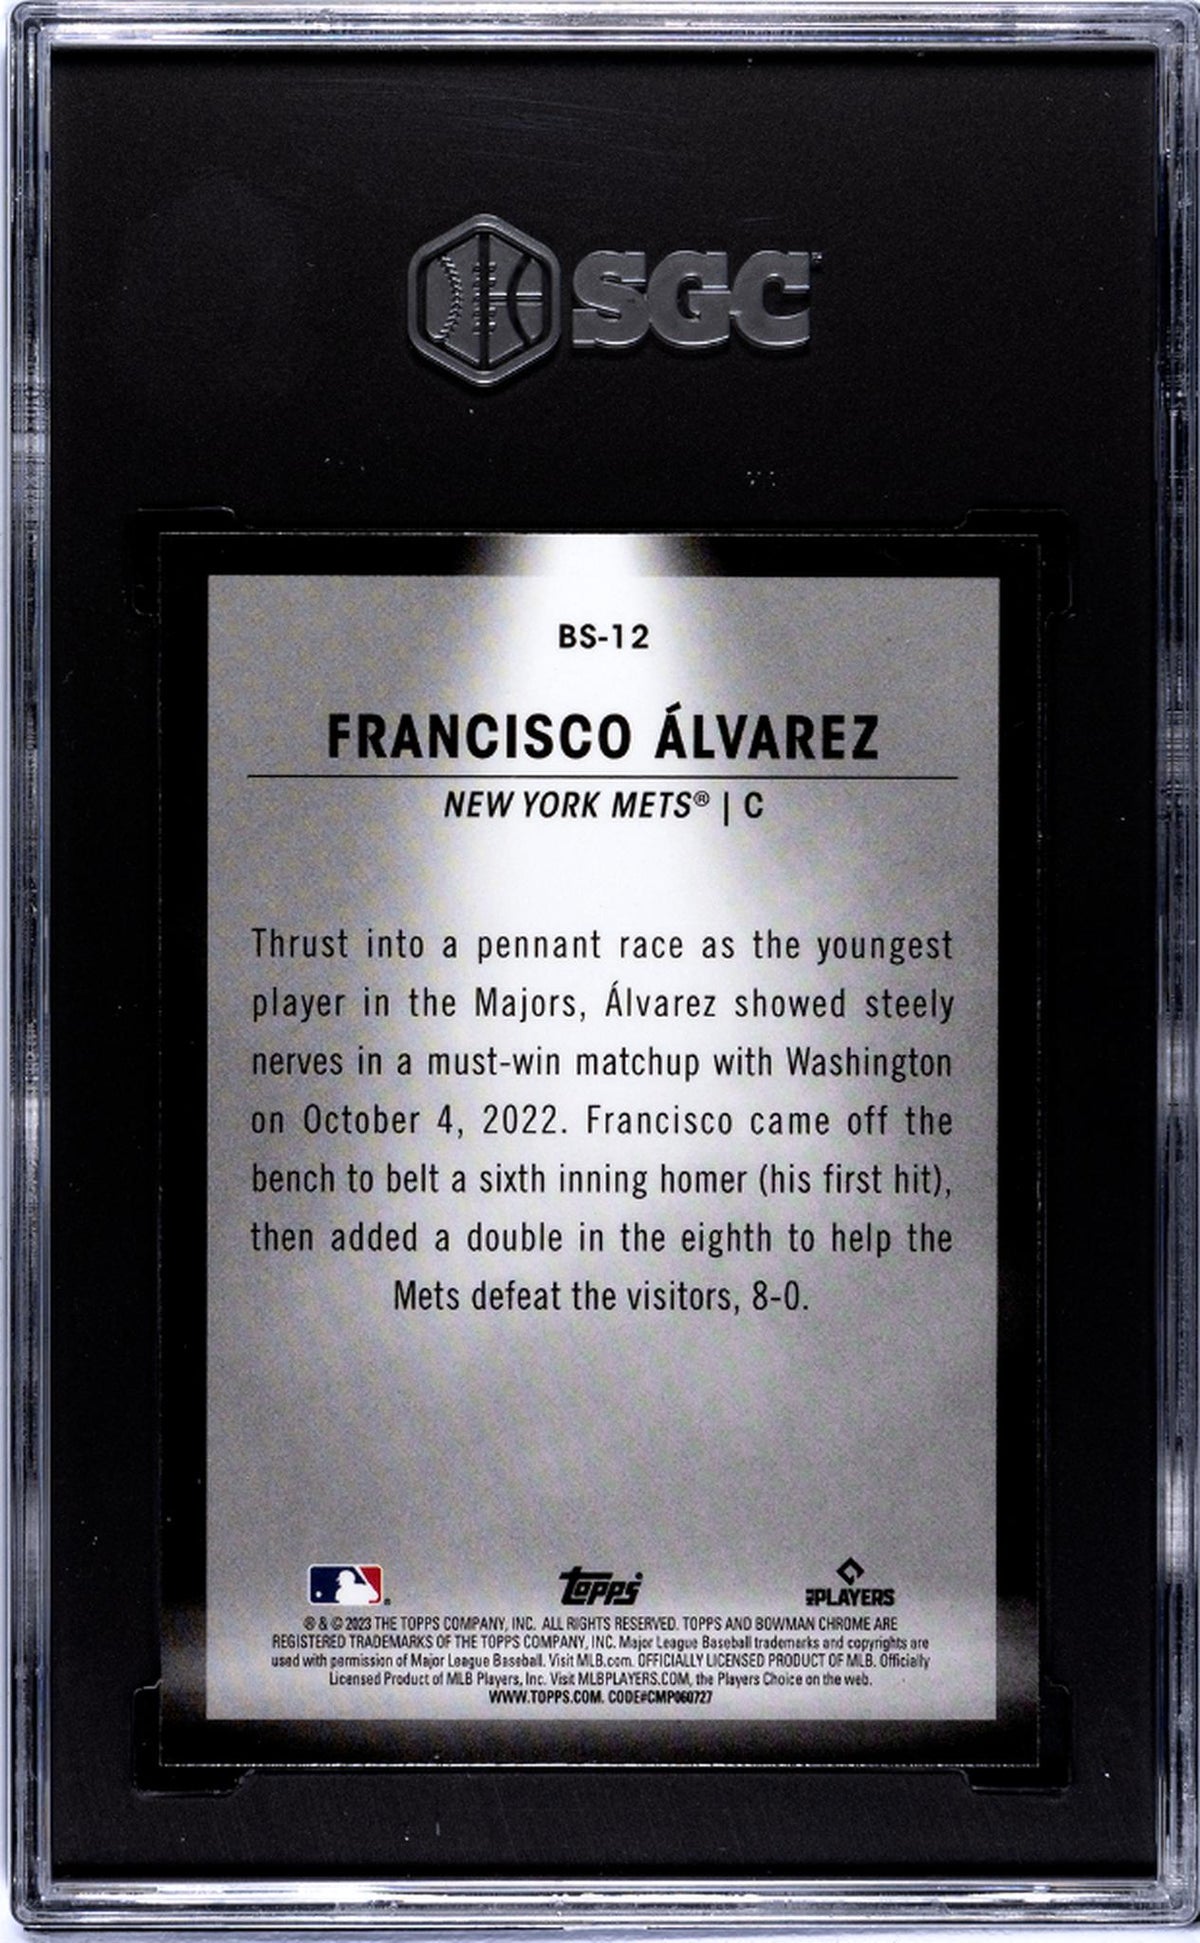 SGC
BS-12
FRANCISCO ÁLVAREZ
NEW YORK METS® | C
Thrust into a pennant race as the youngest
player in the Majors, Álvarez showed steely
nerves in a must-win matchup with Washington
on October 4, 2022. Francisco came off the
bench to belt a sixth inning homer (his first hit),
then added a double in the eighth to help the
Mets defeat the visitors, 8-0.
topps
PLAYERS
® & © 2023 THE TOPPS COMPANY, INC. ALL RIGHTS RESERVED. TOPPS AND BOWMAN CHROME ARE
REGISTERED TRADEMARKS OF THE TOPPS COMPANY, INC. Major League Baseball trademarks and copyrights are
used with permission of Major League Baseball. Visit MLB.com. OFFICIALLY LICENSED PRODUCT OF MLB. Officially
Licensed Product of MLB Players, Inc. Visit MLBPLAYERS.COM, the Players Choice on the web.
WWW.TOPPS.COM. CODE#CMP060727